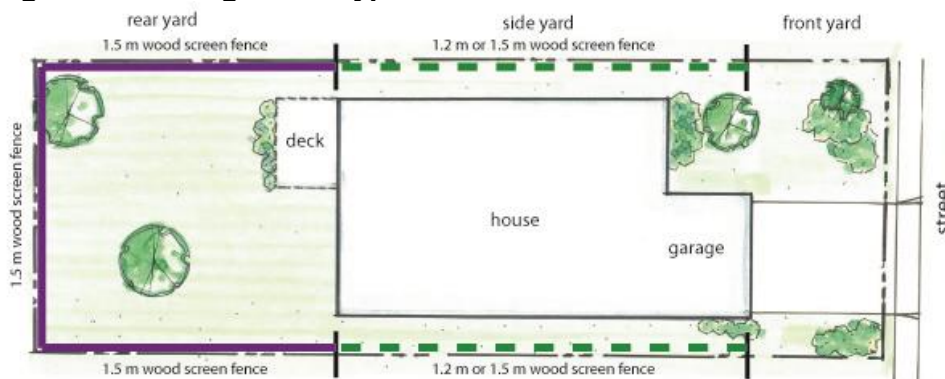 rear yard
side yard
front yard
1.5 m wood screen fence
1.2 m or 1.5 m wood screen fence
1.5 m wood screen fence
deck
house
garage
street
1.5 m wood screen fence
1.2 m or 1.5 m wood screen fence